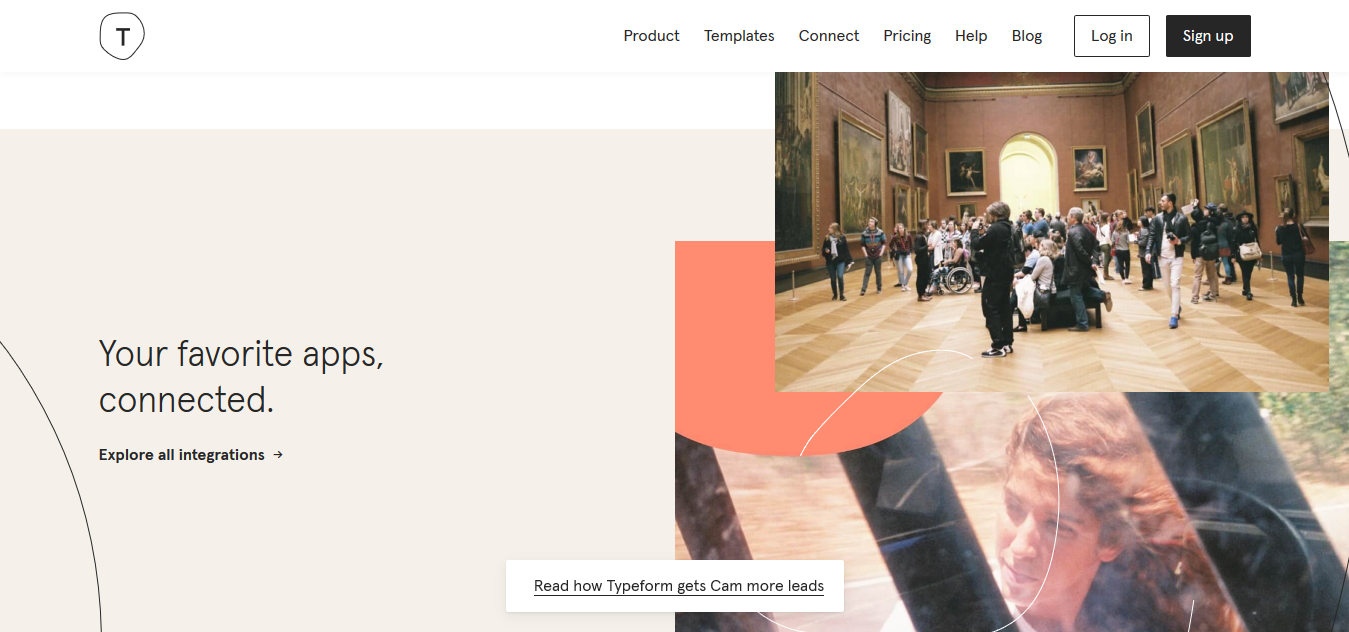 T
Product
Templates
Connect
Pricing
Help
Blog
Log in
Sign up
Your favorite apps,
connected.
Explore all integrations →
Read how Typeform gets Cam more leads